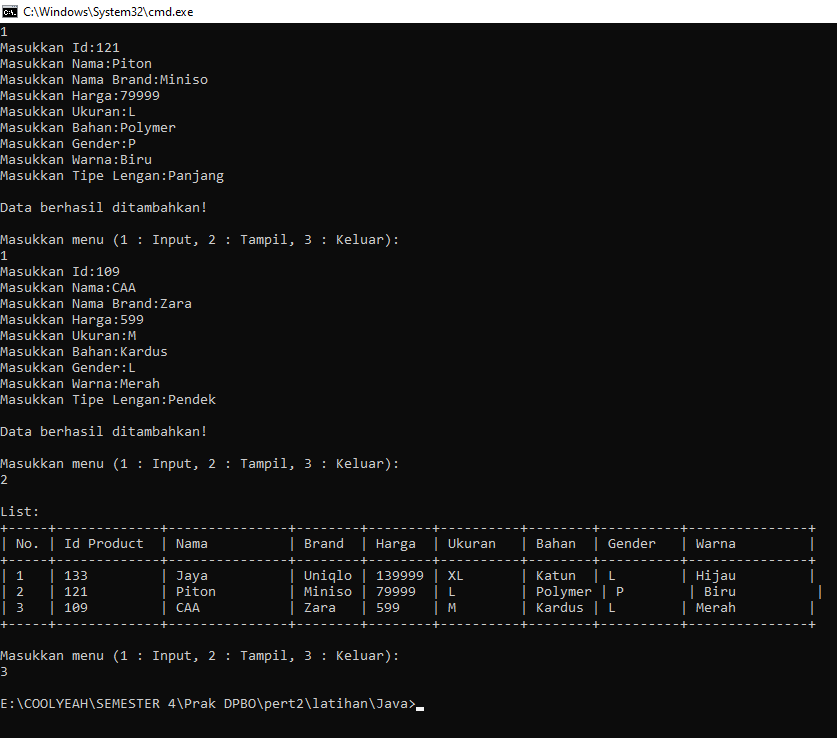 C:\Windows\System32\cmd.exe
1
Masukkan Id:121
Masukkan Nama:Piton
Masukkan Nama Brand:Miniso
Masukkan Harga:79999
Masukkan Ukuran:L
Masukkan Bahan:Polymer
Masukkan Gender:P
Masukkan Warna:Biru
Masukkan Tipe Lengan:Panjang

Data berhasil ditambahkan!

Masukkan menu (1 : Input, 2 : Tampil, 3 : Keluar):
1
Masukkan Id:109
Masukkan Nama:CAA
Masukkan Nama Brand:Zara
Masukkan Harga:599
Masukkan Ukuran:M
Masukkan Bahan:Kardus
Masukkan Gender:L
Masukkan Warna:Merah
Masukkan Tipe Lengan:Pendek

Data berhasil ditambahkan!

Masukkan menu (1 : Input, 2 : Tampil, 3 : Keluar):
2

List:
+-----+-------------+---------------+--------+--------+----------+--------+----------+---------------+
| No. | Id Product  | Nama          | Brand  | Harga  | Ukuran   | Bahan  | Gender   | Warna         |
+-----+-------------+---------------+--------+--------+----------+--------+----------+---------------+
| 1   | 133         | Jaya          | Uniqlo | 139999 | XL       | Katun  | L        | Hijau         |
| 2   | 121         | Piton         | Miniso | 79999  | L        | Polymer | P        | Biru          |
| 3   | 109         | CAA           | Zara   | 599    | M        | Kardus | L        | Merah         |
+-----+-------------+---------------+--------+--------+----------+--------+----------+---------------+

Masukkan menu (1 : Input, 2 : Tampil, 3 : Keluar):
3

E:\COOLYEAH\SEMESTER 4\Prak DPBO\pert2\latihan\Java>